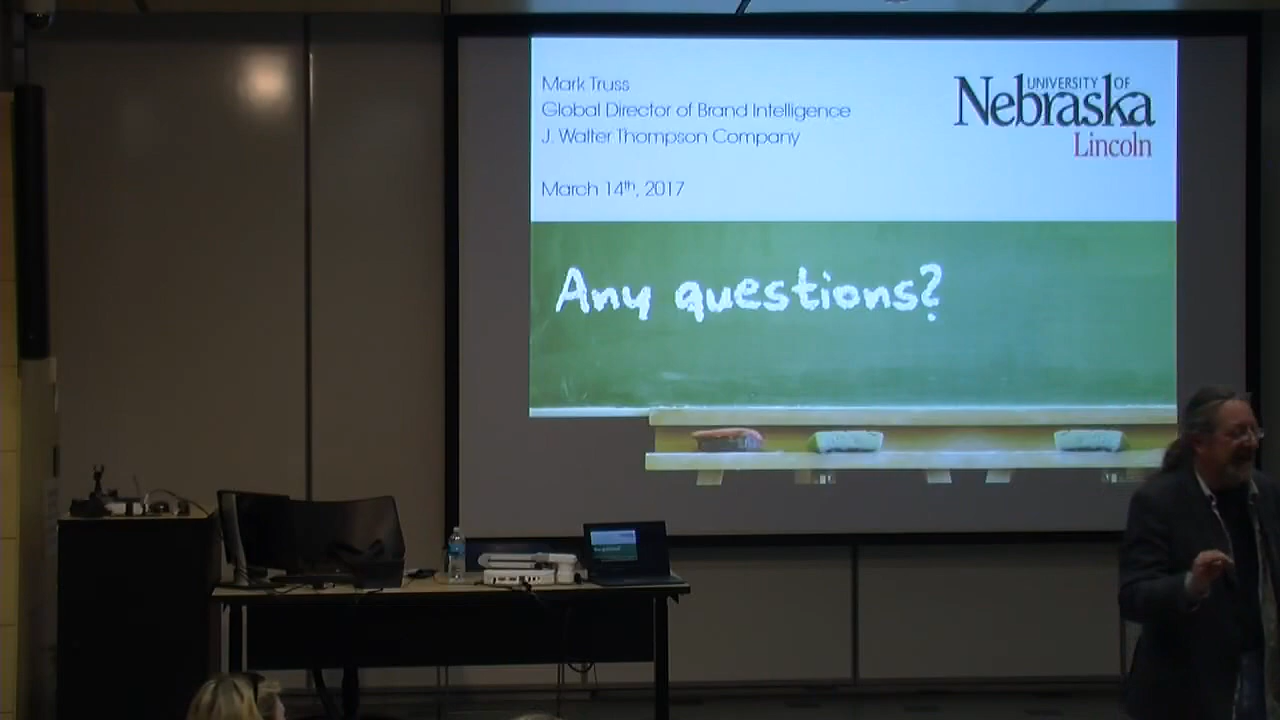 Mark Truss
Global Director of Brand Intelligence
J. Walter Thompson Company
March 14th, 2017
UNIVERSITY OF
Nebraska
Lincoln
Any questions?